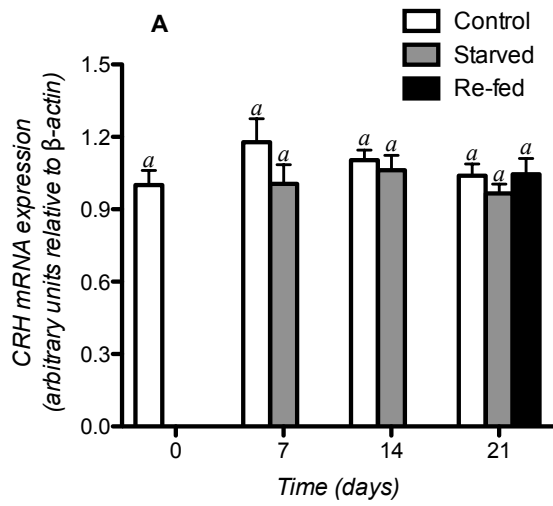 A
Control
Starved
Re-fed
CRH mRNA expression
(arbitrary units relative to β-actin)
1.5
1.2
0.9
0.6
0.3
0.0
a
a
a
a
a
a
a
a
0
7
14
21
Time (days)